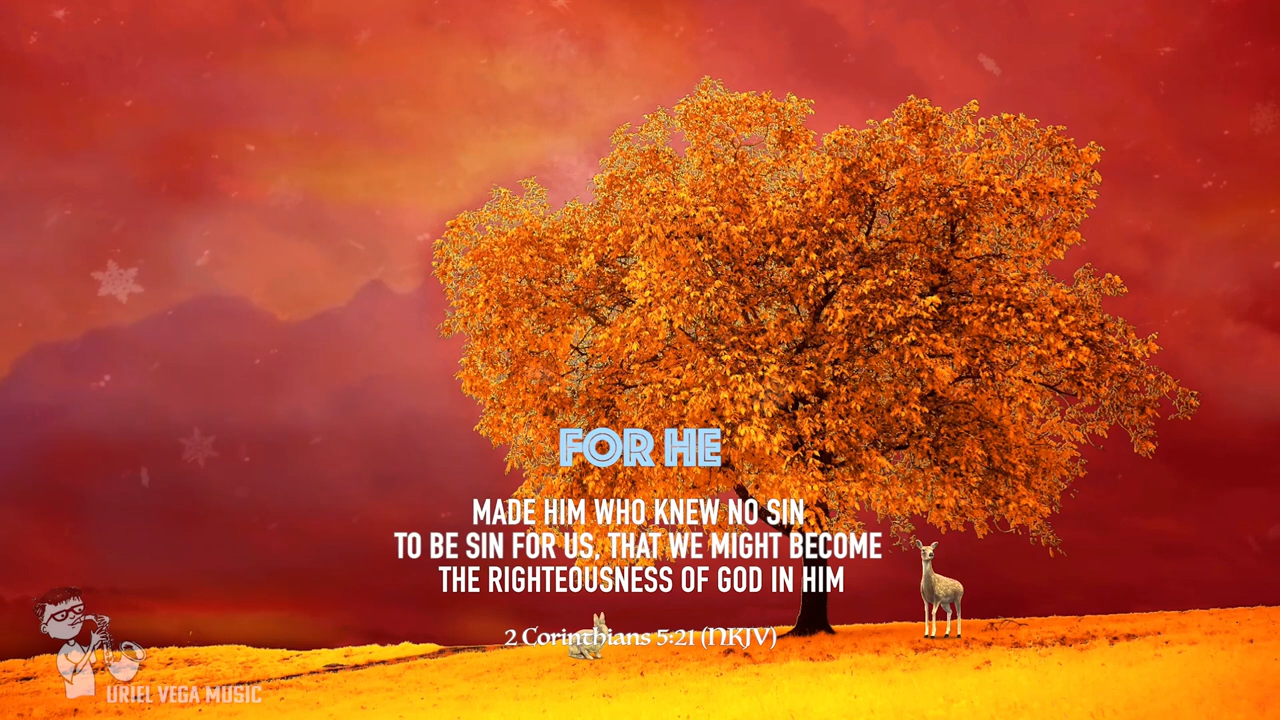 FOR HE
MADE HIM WHO KNEW NO SIN
TO BE SIN FOR US, THAT WE MIGHT BECOME
THE RIGHTEOUSNESS OF GOD IN HIM
2 Corinthians 5:21 (NKJV)
URIEL VEGA MUSIC